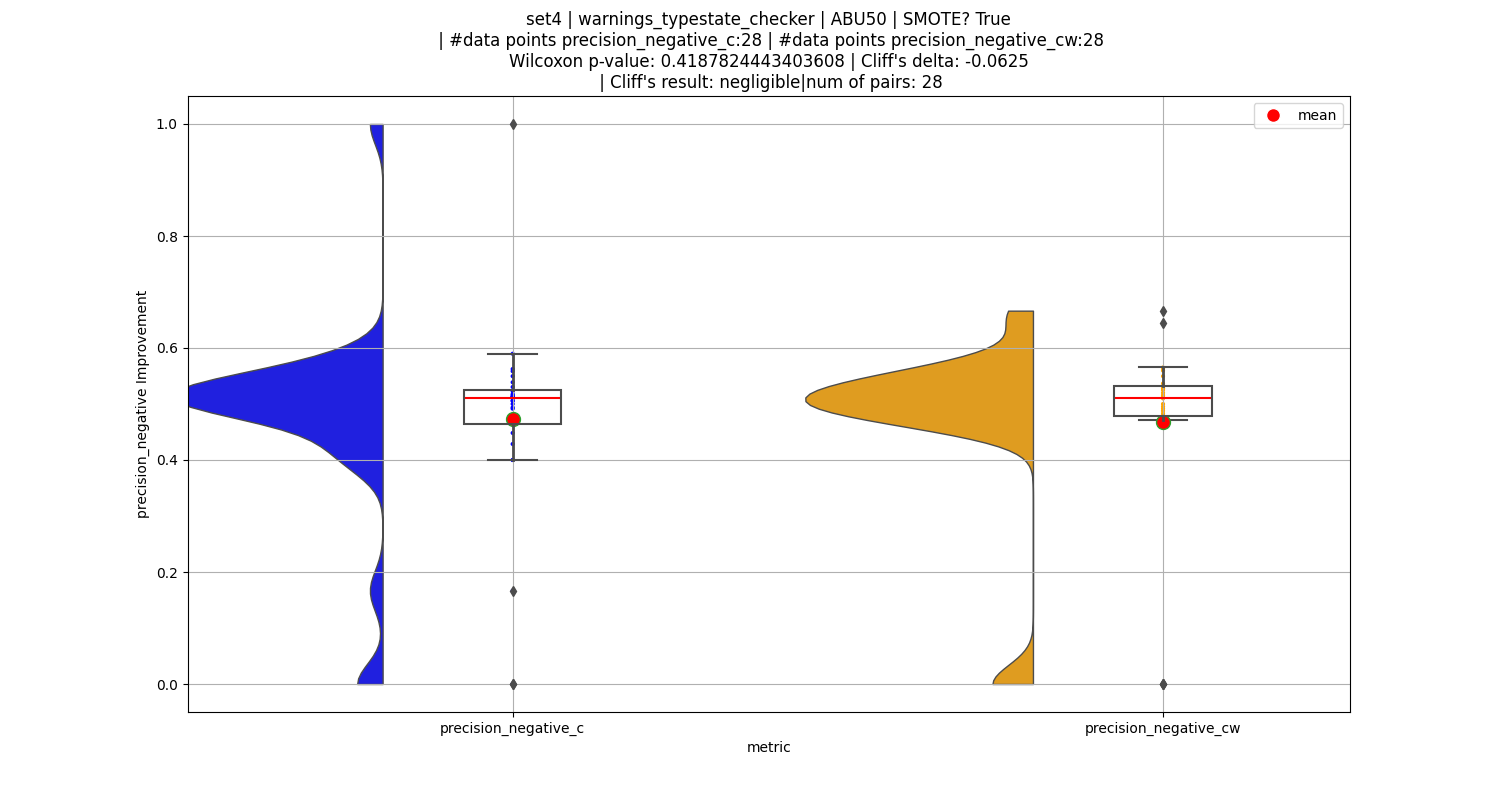 set4 | warnings_typestate_checker | ABU50 | SMOTE? True
| #data points precision_negative_c:28 | #data points precision_negative_cw:28
Wilcoxon p-value: 0.4187824443403608 | Cliff's delta: -0.0625
| Cliff's result: negligible|num of pairs: 28
mean
1.0
0.8
0.6
0.4
0.2
0.0
precision_negative Improvement
precision_negative_c
precision_negative_cw
metric